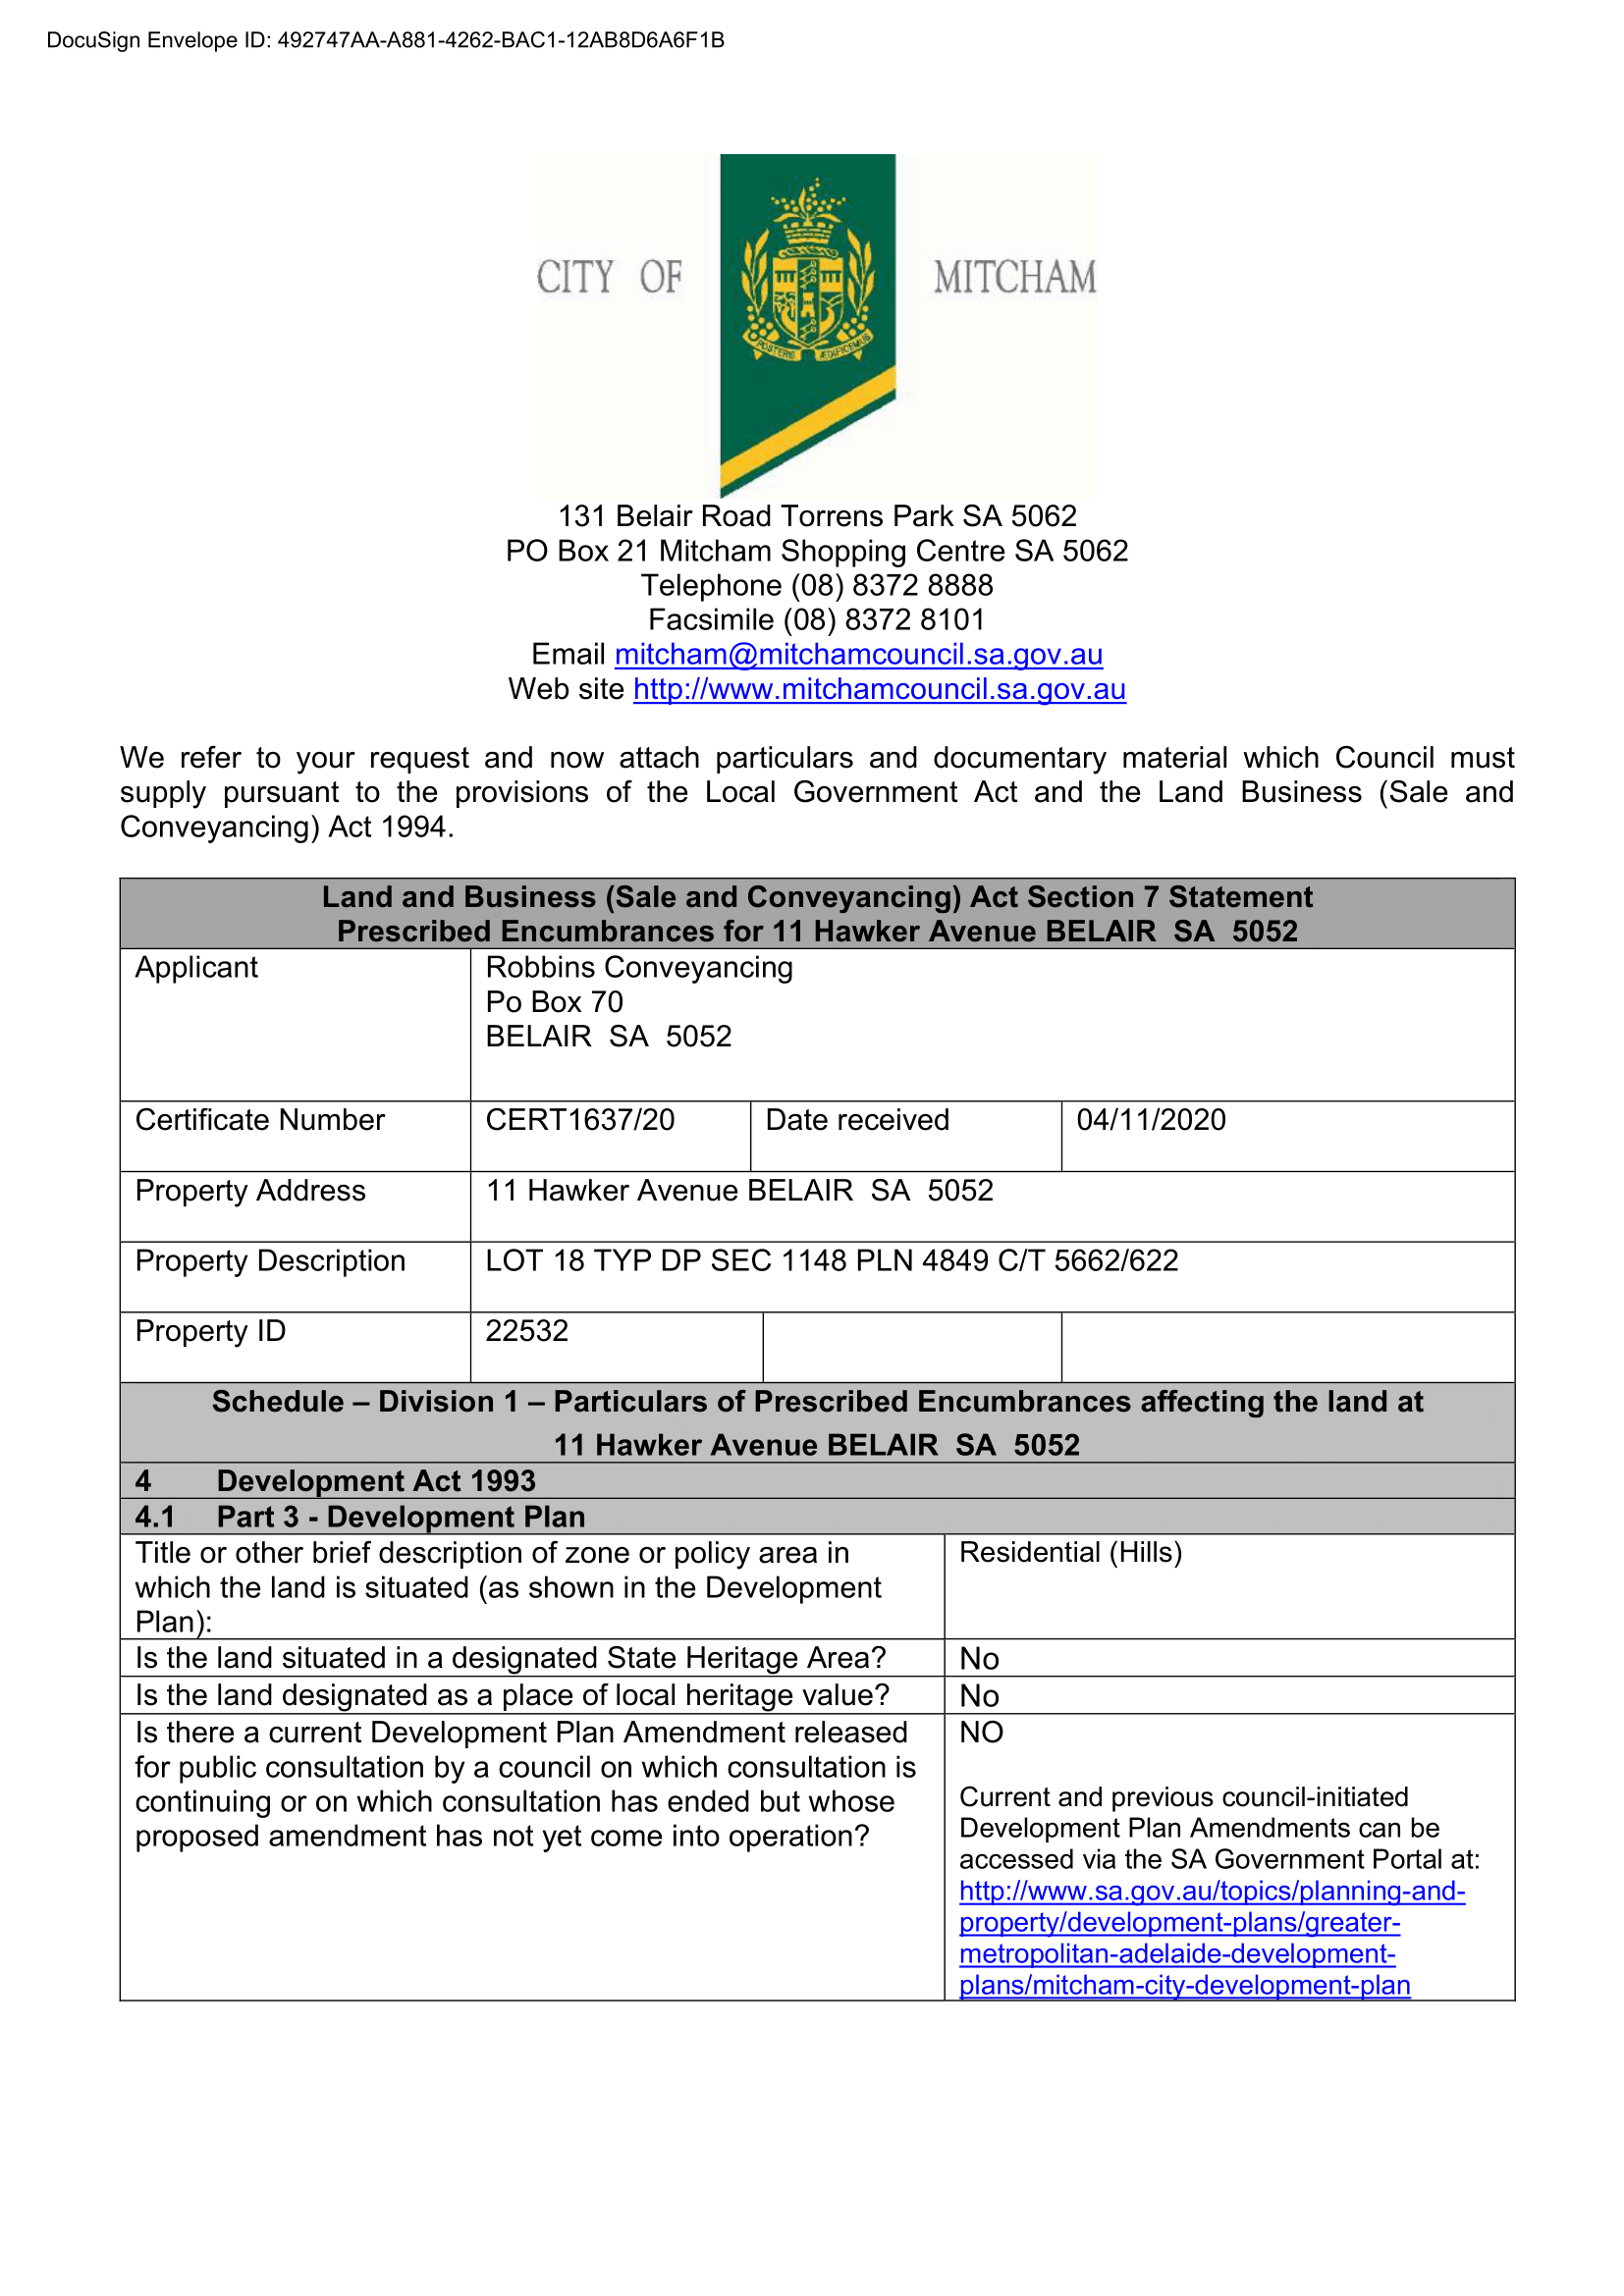 DocuSign Envelope ID: 492747AA-A881-4262-BAC1-12AB8D6A6F1B
CITY OF MITCHAM
POSTERIS ÆDIFICEMUS
131 Belair Road Torrens Park SA 5062
PO Box 21 Mitcham Shopping Centre SA 5062
Telephone (08) 8372 8888
Facsimile (08) 8372 8101
Email mitcham@mitchamcouncil.sa.gov.au
Web site http://www.mitchamcouncil.sa.gov.au
We refer to your request and now attach particulars and documentary material which Council must
supply pursuant to the provisions of the Local Government Act and the Land Business (Sale and
Conveyancing) Act 1994.
Land and Business (Sale and Conveyancing) Act Section 7 Statement
Prescribed Encumbrances for 11 Hawker Avenue BELAIR SA 5052
Applicant
Robbins Conveyancing
Po Box 70
BELAIR SA 5052
Certificate Number CERT1637/20 Date received 04/11/2020
Property Address 11 Hawker Avenue BELAIR SA 5052
Property Description LOT 18 TYP DP SEC 1148 PLN 4849 C/T 5662/622
Property ID 22532
Schedule – Division 1 – Particulars of Prescribed Encumbrances affecting the land at
11 Hawker Avenue BELAIR SA 5052
4 Development Act 1993
4.1 Part 3 - Development Plan
Title or other brief description of zone or policy area in
which the land is situated (as shown in the Development
Plan):
Residential (Hills)
Is the land situated in a designated State Heritage Area? No
Is the land designated as a place of local heritage value? No
Is there a current Development Plan Amendment released
for public consultation by a council on which consultation is
continuing or on which consultation has ended but whose
proposed amendment has not yet come into operation?
NO
Current and previous council-initiated
Development Plan Amendments can be
accessed via the SA Government Portal at:
http://www.sa.gov.au/topics/planning-and-
property/development-plans/greater-
metropolitan-adelaide-development-
plans/mitcham-city-development-plan